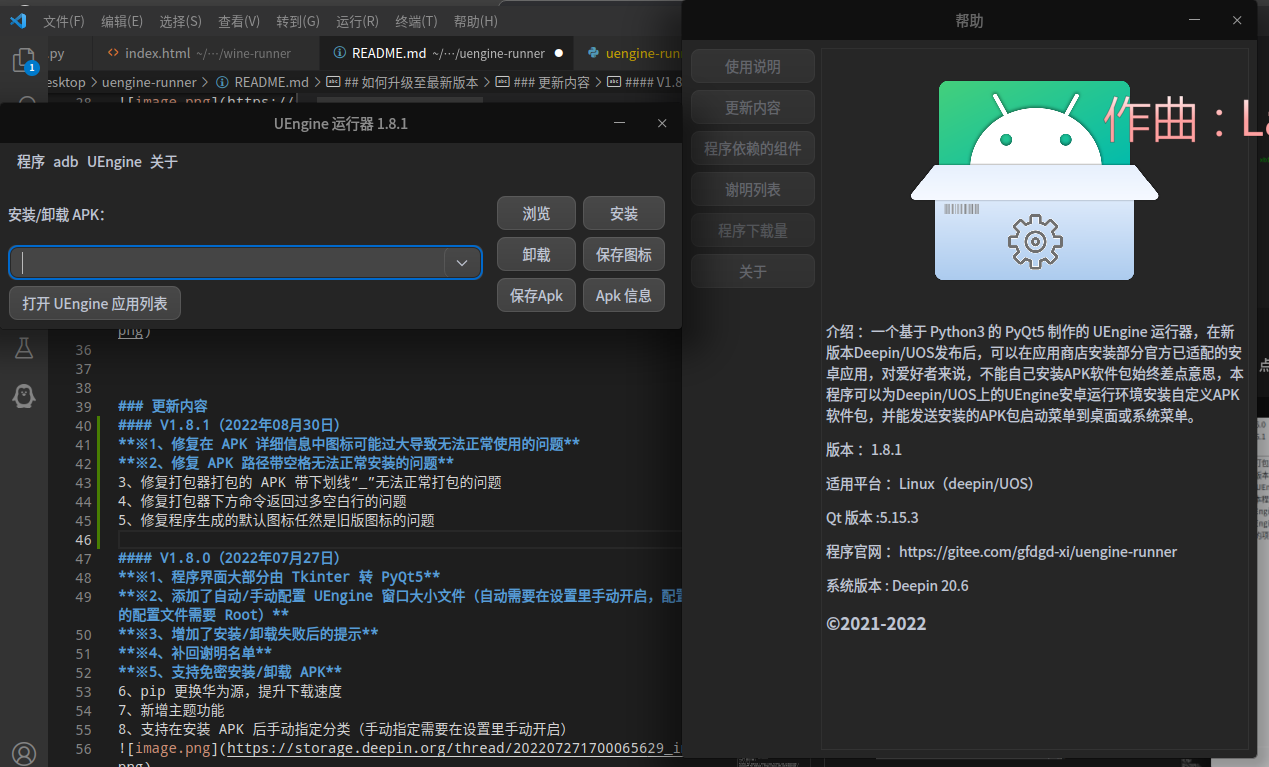 文件(F) 编辑(E) 选择(S) 查看(V) 转到(G) 运行(R) 终端(T) 帮助(H)
.py index.html ~/···/wine-runner README.md ~/···/uengine-runner uengine-run
1
esktop > uengine-runner > README.md > ## 如何升级至最新版本 > ### 更新内容 > #### V1.8
UEngine 运行器 1.8.1
程序 adb UEngine 关于
安装/卸载 APK：
浏览 安装
卸载 保存图标
保存Apk Apk 信息
打开 UEngine 应用列表
png)
36
37
38
39 ### 更新内容
40 #### V1.8.1（2022年08月30日）
41 **※1、修复在 APK 详细信息中图标可能过大导致无法正常使用的问题**
42 **※2、修复 APK 路径带空格无法正常安装的问题**
43 3、修复打包器打包的 APK 带下划线“_”无法正常打包的问题
44 4、修复打包器下方命令返回过多空白行的问题
45 5、修复程序生成的默认图标任然是旧版图标的问题
46
47 #### V1.8.0（2022年07月27日）
48 **※1、程序界面大部分由 Tkinter 转 PyQt5**
49 **※2、添加了自动/手动配置 UEngine 窗口大小文件（自动需要在设置里手动开启，配置
的配置文件需要 Root）**
50 **※3、增加了安装/卸载失败后的提示**
51 **※4、补回谢明名单**
52 **※5、支持免密安装/卸载 APK**
53 6、pip 更换华为源，提升下载速度
54 7、新增主题功能
55 8、支持在安装 APK 后手动指定分类（手动指定需要在设置里手动开启）
56 ![image.png](https://storage.deepin.org/thread/202207271700065629_i
png)
帮助
使用说明
更新内容
程序依赖的组件
谢明列表
程序下载量
关于
作曲：La
介绍：一个基于 Python3 的 PyQt5 制作的 UEngine 运行器，在新
版本Deepin/UOS发布后，可以在应用商店安装部分官方已适配的安
卓应用，对爱好者来说，不能自己安装APK软件包始终差点意思，本
程序可以为Deepin/UOS上的UEngine安卓运行环境安装自定义APK
软件包，并能发送安装的APK包启动菜单到桌面或系统菜单。
版本：1.8.1
适用平台：Linux（deepin/UOS）
Qt 版本 :5.15.3
程序官网：https://gitee.com/gfdgd-xi/uengine-runner
系统版本 : Deepin 20.6
©2021-2022